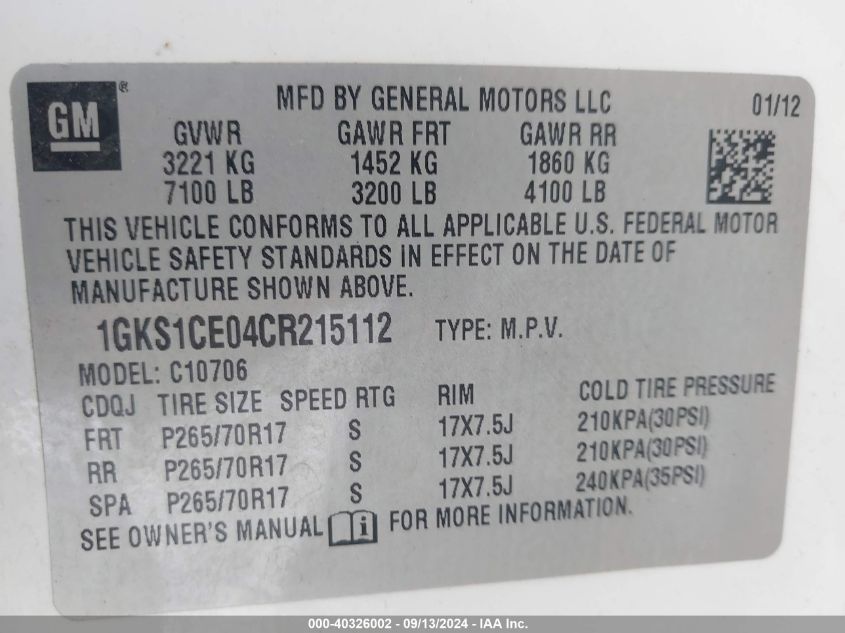 GM ®
MFD BY GENERAL MOTORS LLC 01/12
GVWR GAWR FRT GAWR RR
3221 KG 1452 KG 1860 KG
7100 LB 3200 LB 4100 LB
THIS VEHICLE CONFORMS TO ALL APPLICABLE U.S. FEDERAL MOTOR
VEHICLE SAFETY STANDARDS IN EFFECT ON THE DATE OF
MANUFACTURE SHOWN ABOVE.
1GKS1CE04CR215112 TYPE: M.P.V.
MODEL: C10706
CDQJ TIRE SIZE SPEED RTG RIM COLD TIRE PRESSURE
FRT P265/70R17 S 17X7.5J 210KPA(30PSI)
RR P265/70R17 S 17X7.5J 210KPA(30PSI)
SPA P265/70R17 S 17X7.5J 240KPA(35PSI)
SEE OWNER'S MANUAL i FOR MORE INFORMATION.
000-40326002 - 09/13/2024 - IAA Inc.